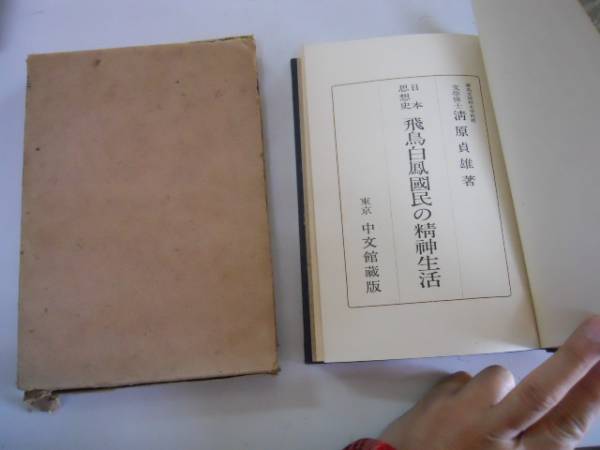 文學博士 淸原貞雄著
日本思想史 飛鳥白鳳國民の精神生活
東京 中文館藏版